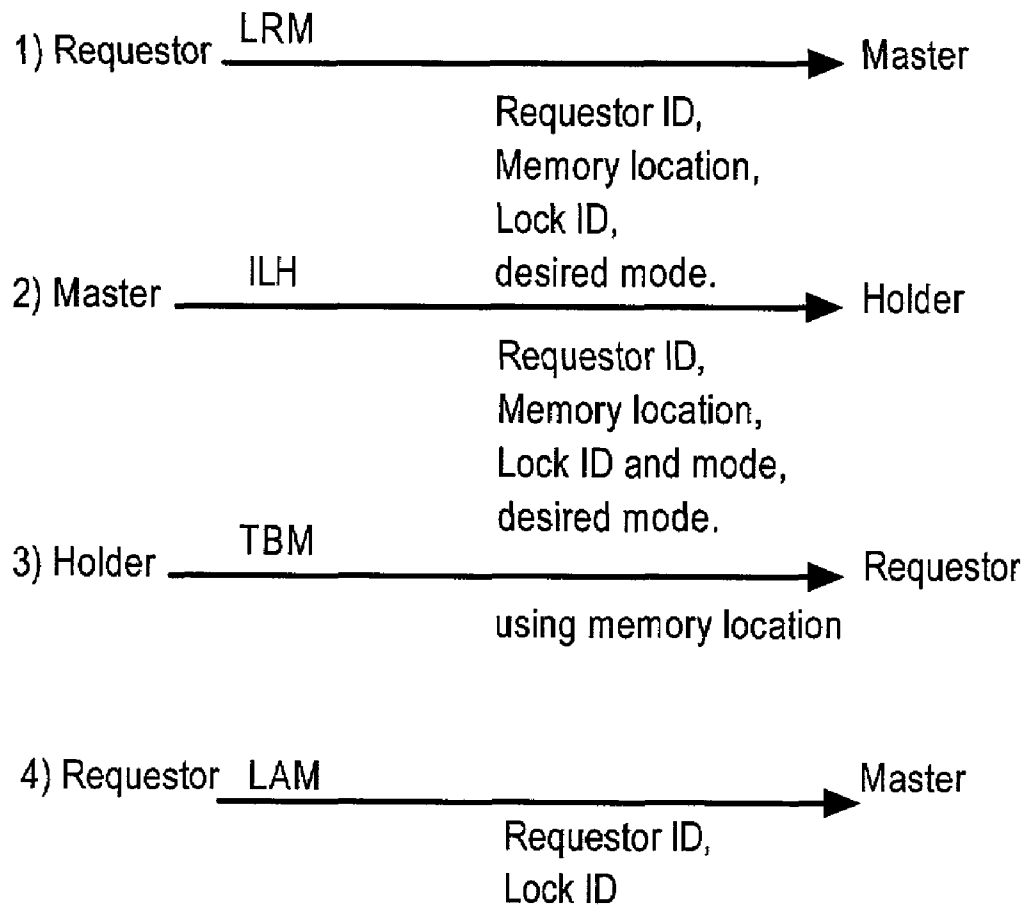 1) Requestor LRM Master
Requestor ID,
Memory location,
Lock ID,
desired mode.
2) Master ILH Holder
Requestor ID,
Memory location,
Lock ID and mode,
desired mode.
3) Holder TBM Requestor
using memory location
4) Requestor LAM Master
Requestor ID,
Lock ID